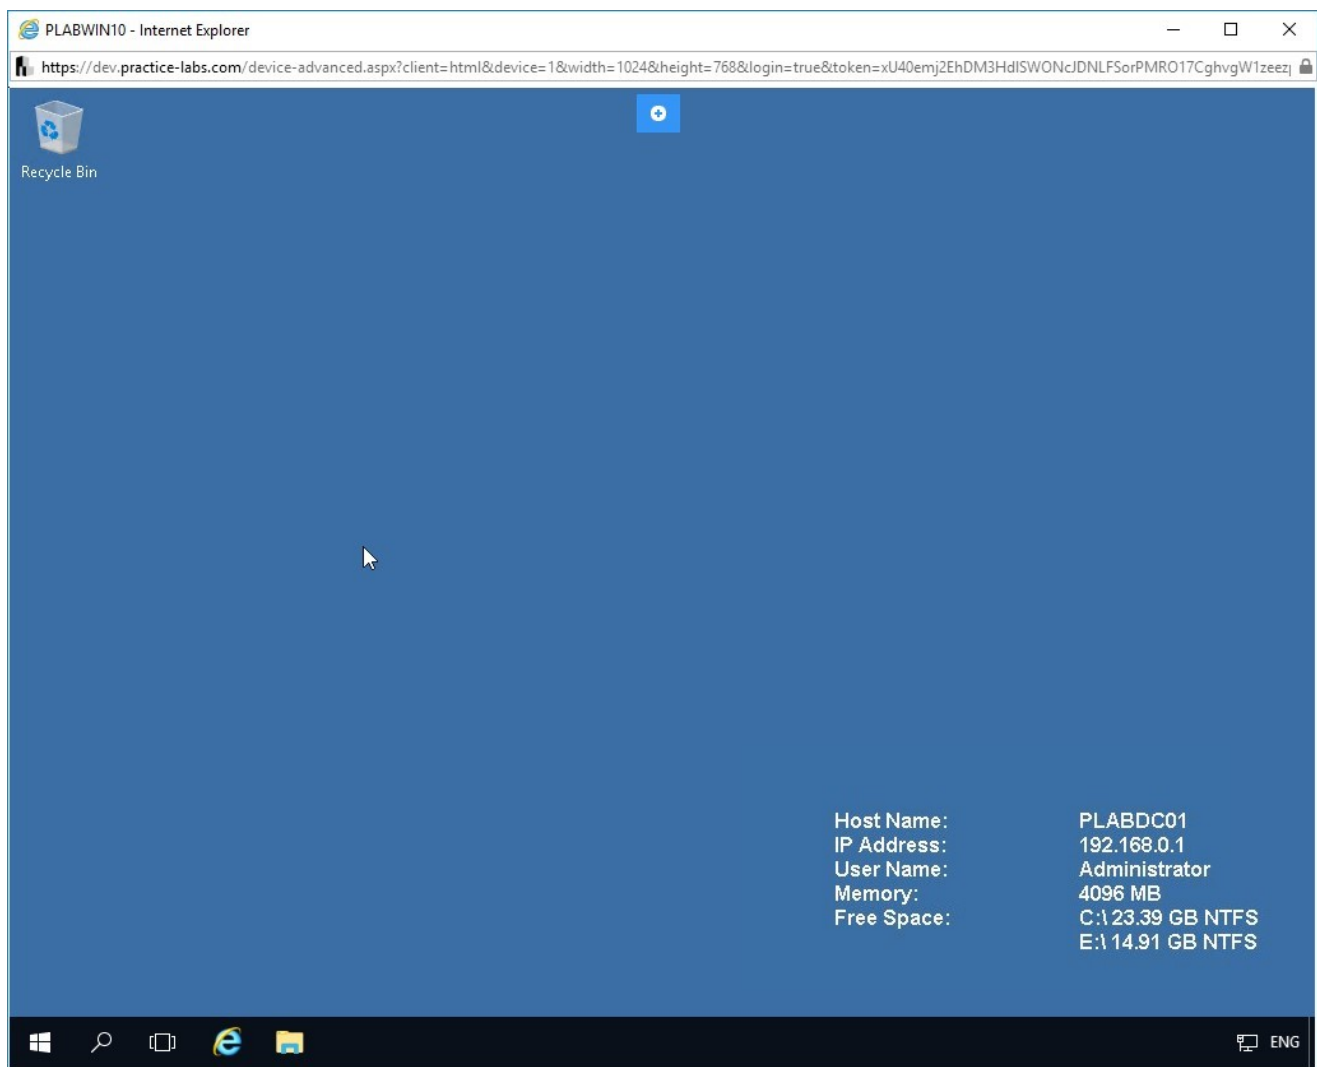 PLABWIN10 - Internet Explorer
https://dev.practice-labs.com/device-advanced.aspx?client=html&device=1&width=1024&height=768&login=true&token=
Recycle Bin
Host Name: PLABDC01
IP Address: 192.168.0.1
User Name: Administrator
Memory: 4096 MB
Free Space: C:\ 23.39 GB NTFS
E:\ 14.91 GB NTFS
ENG